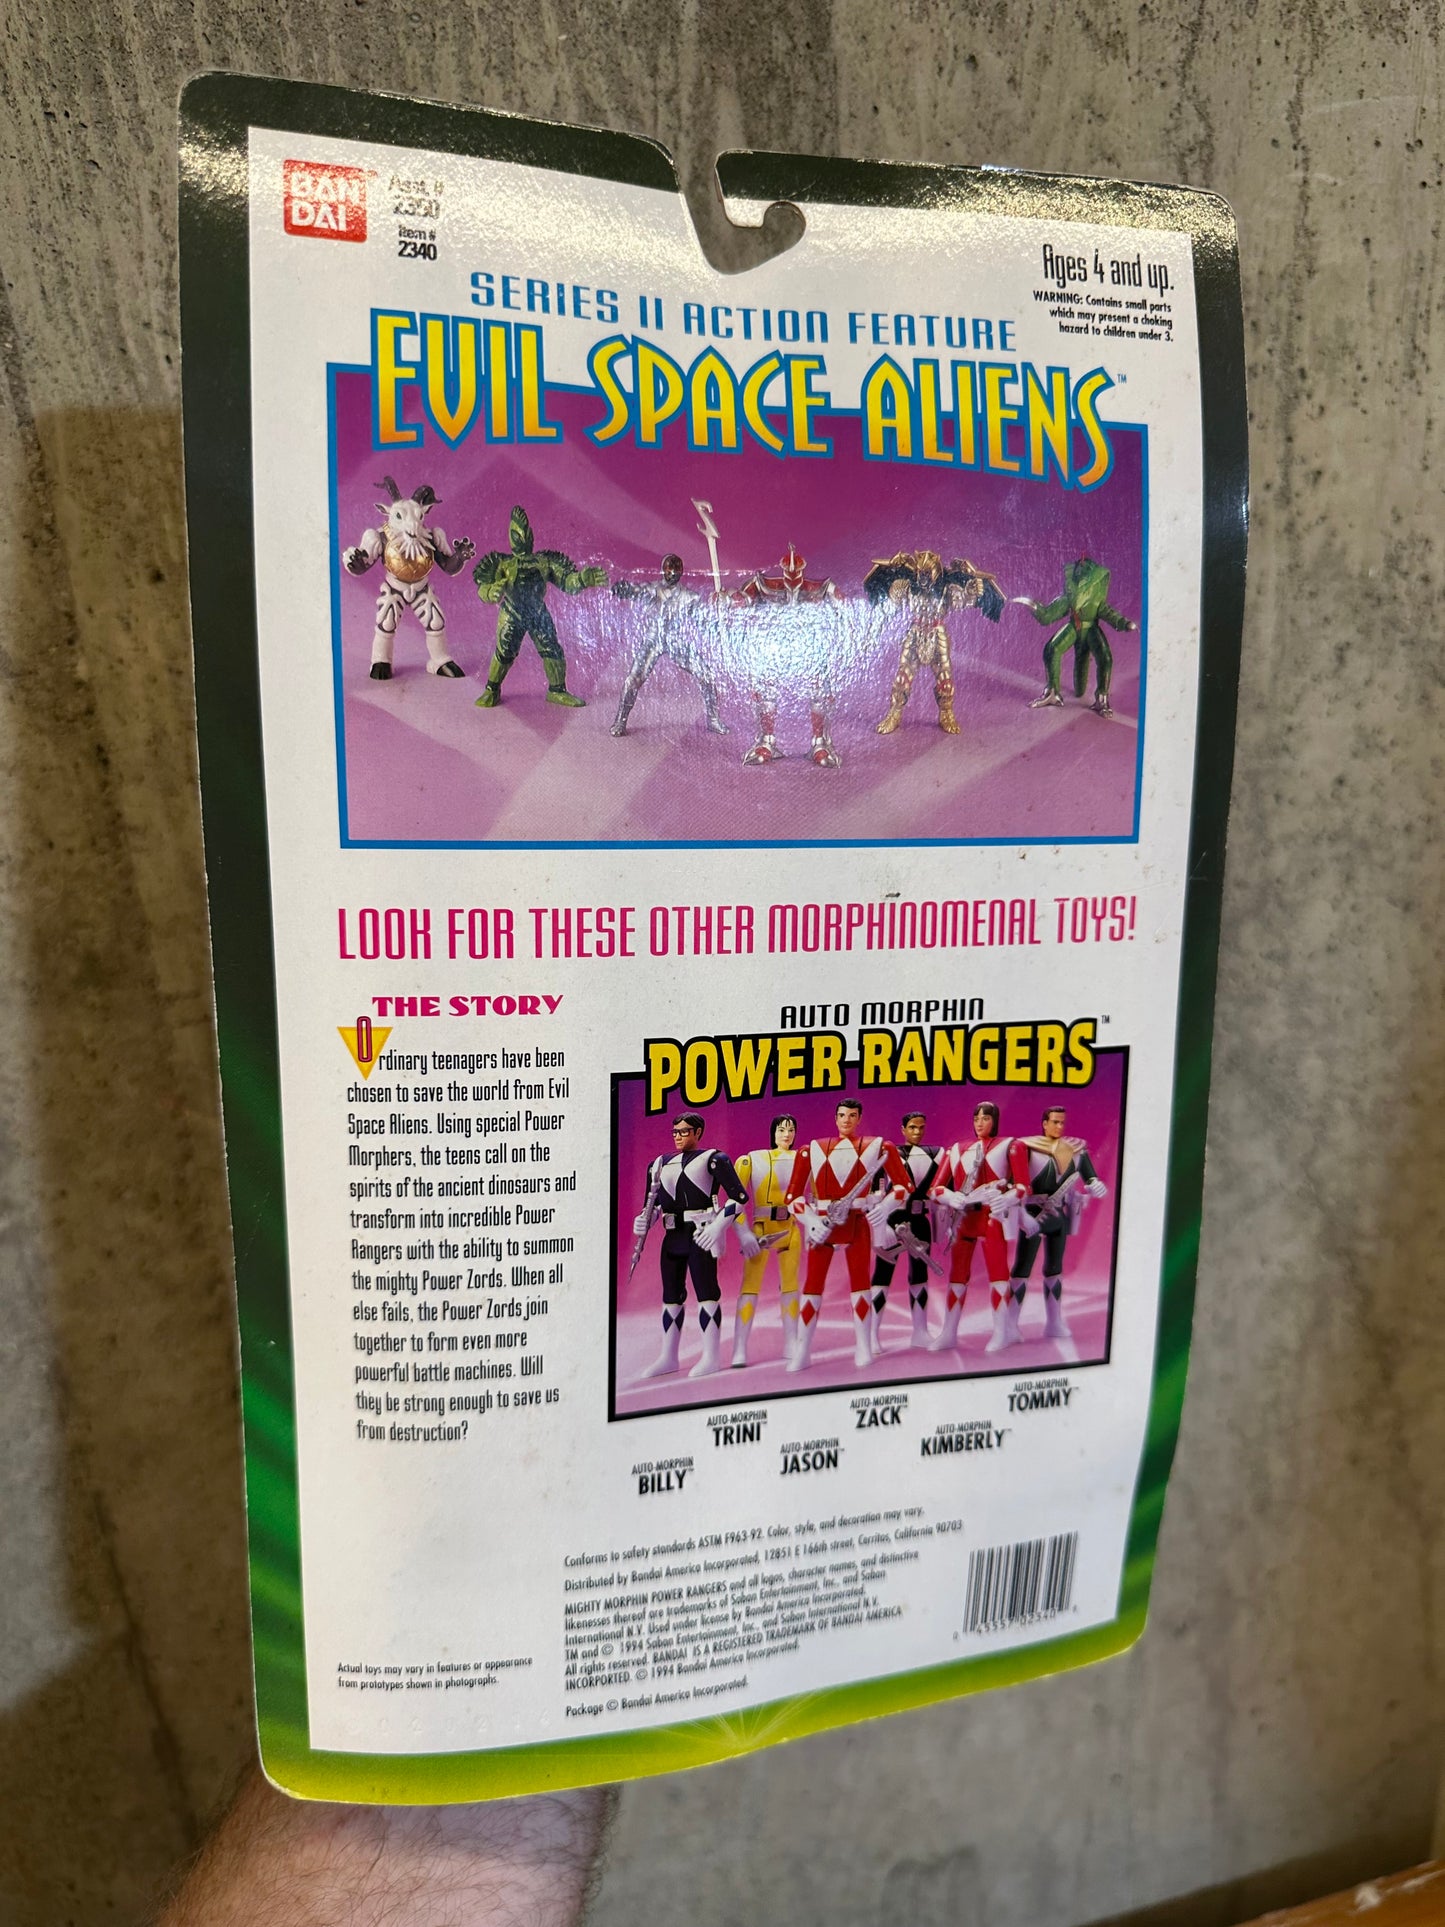 BAN
DAI
Asst. #
2350
Item #
2340
Ages 4 and up.
WARNING: Contains small parts
which may present a choking
hazard to children under 3.
SERIES II ACTION FEATURE
EVIL SPACE ALIENS™
LOOK FOR THESE OTHER MORPHINOMENAL TOYS!
THE STORY
Ordinary teenagers have been
chosen to save the world from Evil
Space Aliens. Using special Power
Morphers, the teens call on the
spirits of the ancient dinosaurs and
transform into incredible Power
Rangers with the ability to summon
the mighty Power Zords. When all
else fails, the Power Zords join
together to form even more
powerful battle machines. Will
they be strong enough to save us
from destruction?
AUTO MORPHIN
POWER RANGERS™
AUTO-MORPHIN
BILLY™
AUTO-MORPHIN
TRINI™
AUTO-MORPHIN
JASON™
AUTO-MORPHIN
ZACK™
AUTO-MORPHIN
KIMBERLY™
AUTO-MORPHIN
TOMMY™
Conforms to safety standards ASTM F963-92. Color, style, and decoration may vary.
Distributed by Bandai America Incorporated, 12851 E 166th street, Cerritos, California 90703
MIGHTY MORPHIN POWER RANGERS and all logos, character names, and distinctive
likenesses thereof are trademarks of Saban Entertainment, Inc., and Saban
International N.V. Used under license by Bandai America Incorporated.
TM and © 1994 Saban Entertainment, Inc., and Saban International N.V.
All rights reserved. BANDAI IS A REGISTERED TRADEMARK OF BANDAI AMERICA
INCORPORATED. © 1994 Bandai America Incorporated.
Package © Bandai America Incorporated.
Actual toys may vary in features or appearance
from prototypes shown in photographs.
45557 02340